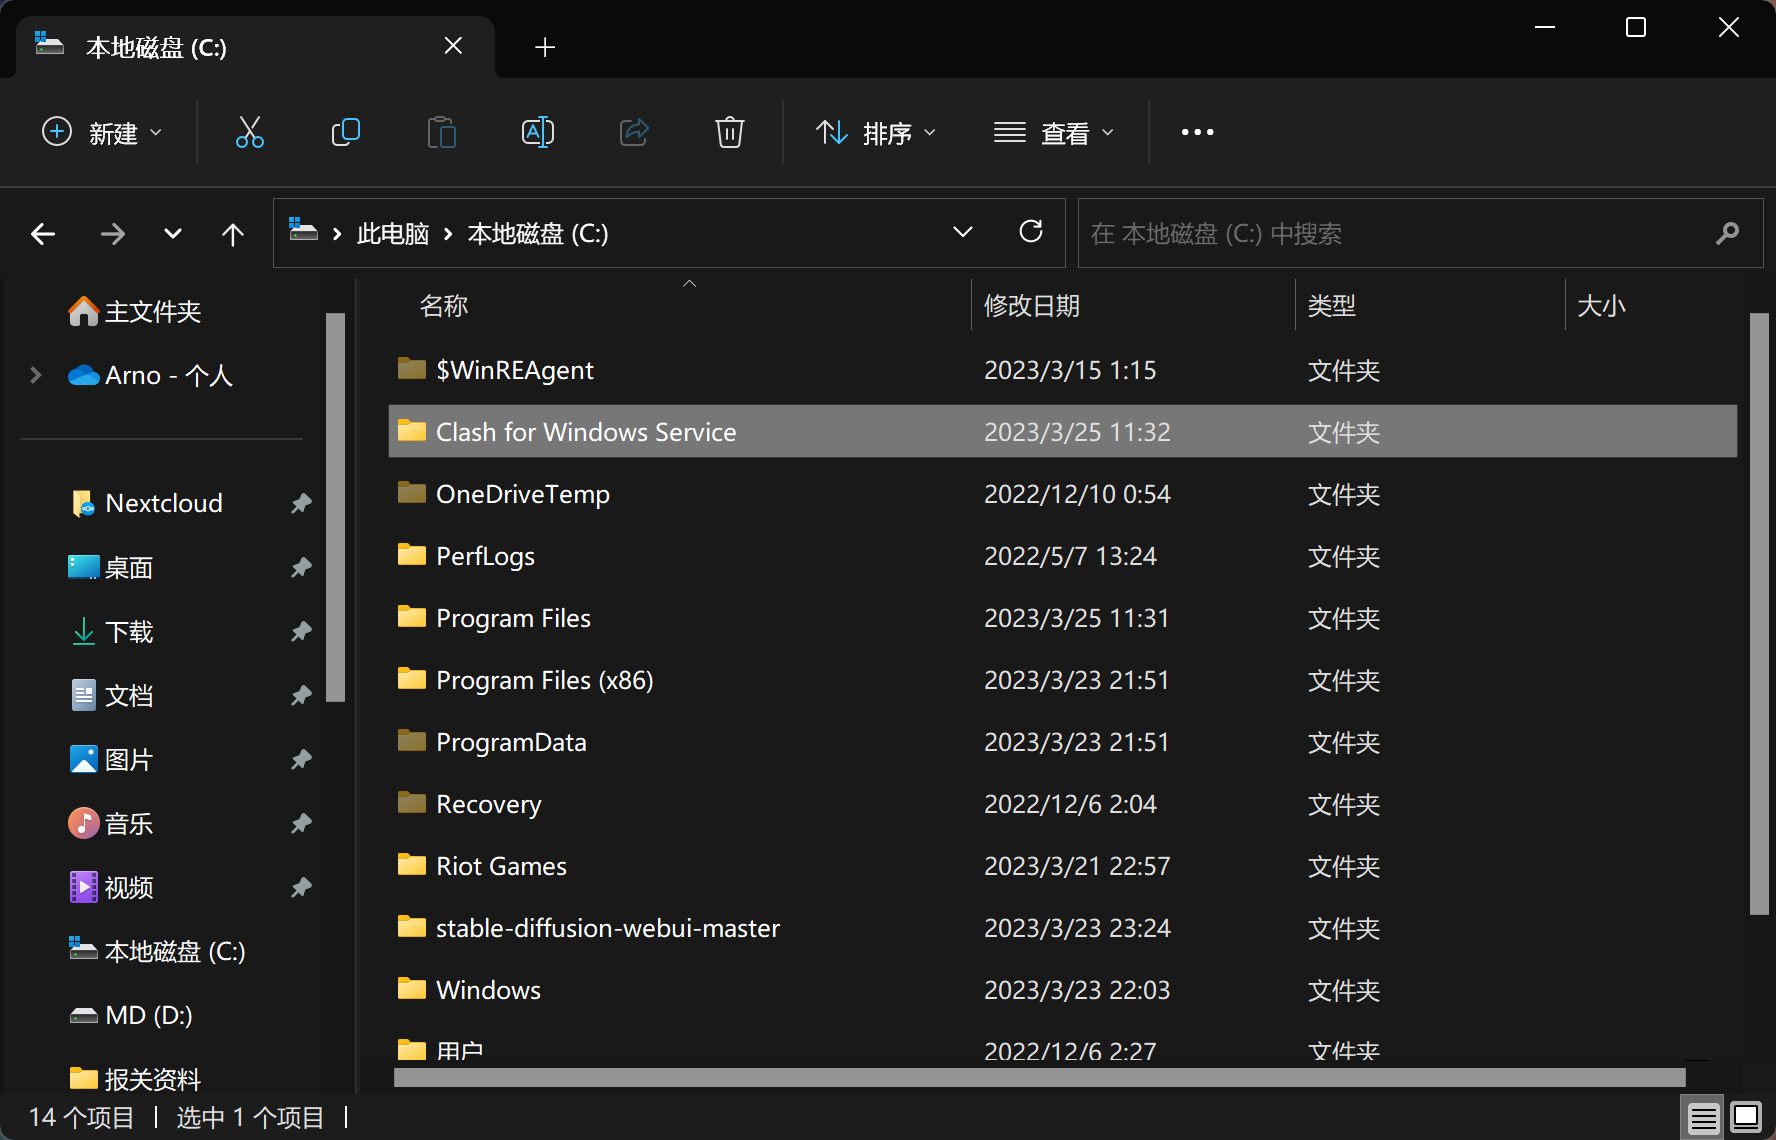 本地磁盘 (C:)
新建 排序 查看
此电脑 本地磁盘 (C:) 在 本地磁盘 (C:) 中搜索
主文件夹
Arno - 个人
Nextcloud
桌面
下载
文档
图片
音乐
视频
本地磁盘 (C:)
MD (D:)
报关资料
名称 修改日期 类型 大小
$WinREAgent 2023/3/15 1:15 文件夹
Clash for Windows Service 2023/3/25 11:32 文件夹
OneDriveTemp 2022/12/10 0:54 文件夹
PerfLogs 2022/5/7 13:24 文件夹
Program Files 2023/3/25 11:31 文件夹
Program Files (x86) 2023/3/23 21:51 文件夹
ProgramData 2023/3/23 21:51 文件夹
Recovery 2022/12/6 2:04 文件夹
Riot Games 2023/3/21 22:57 文件夹
stable-diffusion-webui-master 2023/3/23 23:24 文件夹
Windows 2023/3/23 22:03 文件夹
用户 2022/12/6 2:27 文件夹
14 个项目 选中 1 个项目